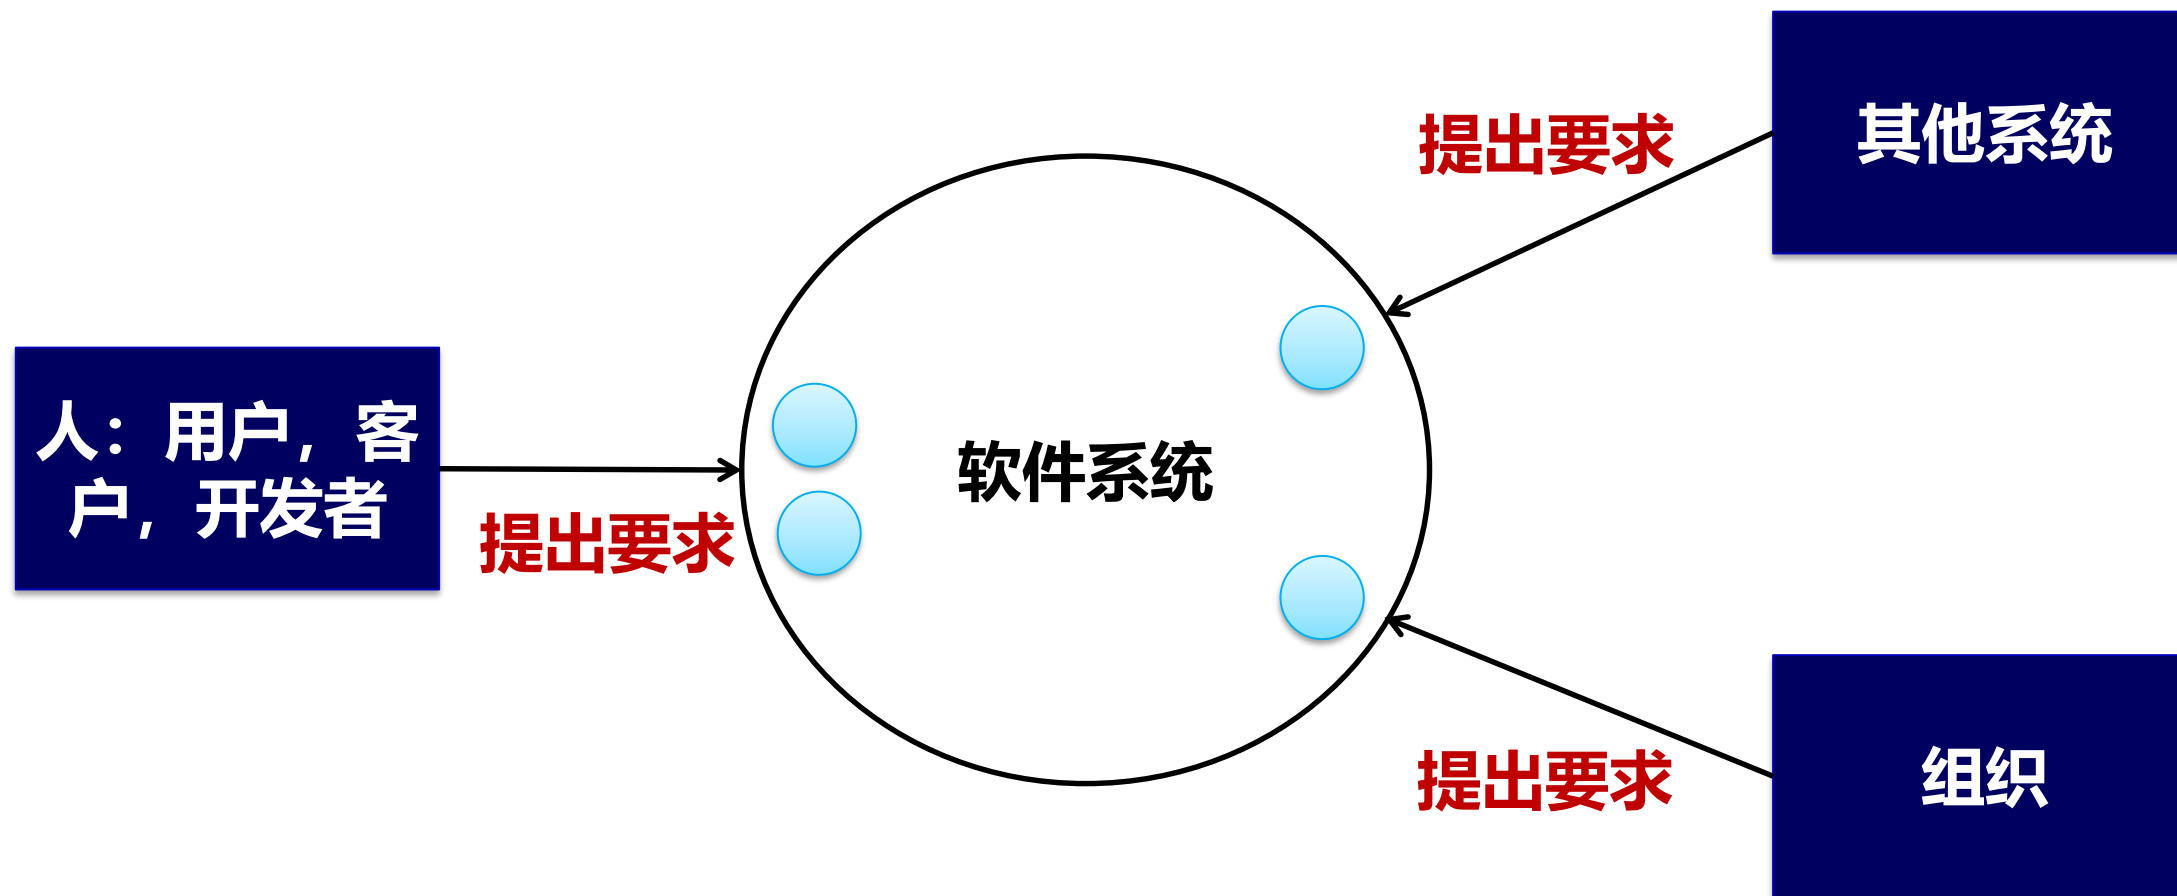 人：用户，客
户，开发者
提出要求
软件系统
提出要求
其他系统
提出要求
组织